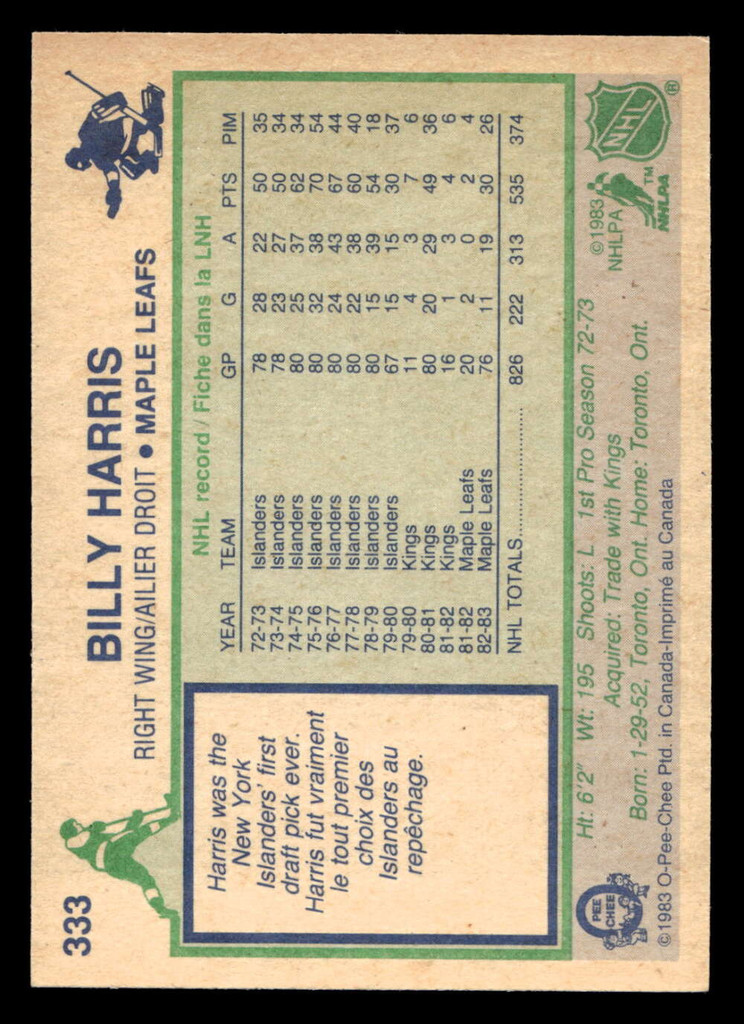 333
BILLY HARRIS
RIGHT WING/AILIER DROIT • MAPLE LEAFS
Harris was the
New York
Islanders' first
draft pick ever.
Harris fut vraiment
le tout premier
choix des
Islanders au
repêchage.
NHL record / Fiche dans la LNH
YEAR TEAM GP G A PTS PIM
72-73 Islanders 78 28 22 50 35
73-74 Islanders 78 23 27 50 34
74-75 Islanders 80 25 37 62 34
75-76 Islanders 80 32 38 70 54
76-77 Islanders 80 24 43 67 44
77-78 Islanders 80 22 38 60 40
78-79 Islanders 80 15 39 54 18
79-80 Islanders 67 15 15 30 37
79-80 Kings 11 4 3 7 6
80-81 Kings 80 20 29 49 36
81-82 Kings 16 1 3 4 6
81-82 Maple Leafs 20 2 0 2 4
82-83 Maple Leafs 76 11 19 30 26
NHL TOTALS.................... 826 222 313 535 374
Ht: 6'2" Wt: 195 Shoots: L 1st Pro Season 72-73
Acquired: Trade with Kings
Born: 1-29-52, Toronto, Ont. Home: Toronto, Ont.
O PEE CHEE
©1983 O-Pee-Chee Ptd. in Canada-Imprimé au Canada
©1983
NHLPA
NHLPA™
NHL®